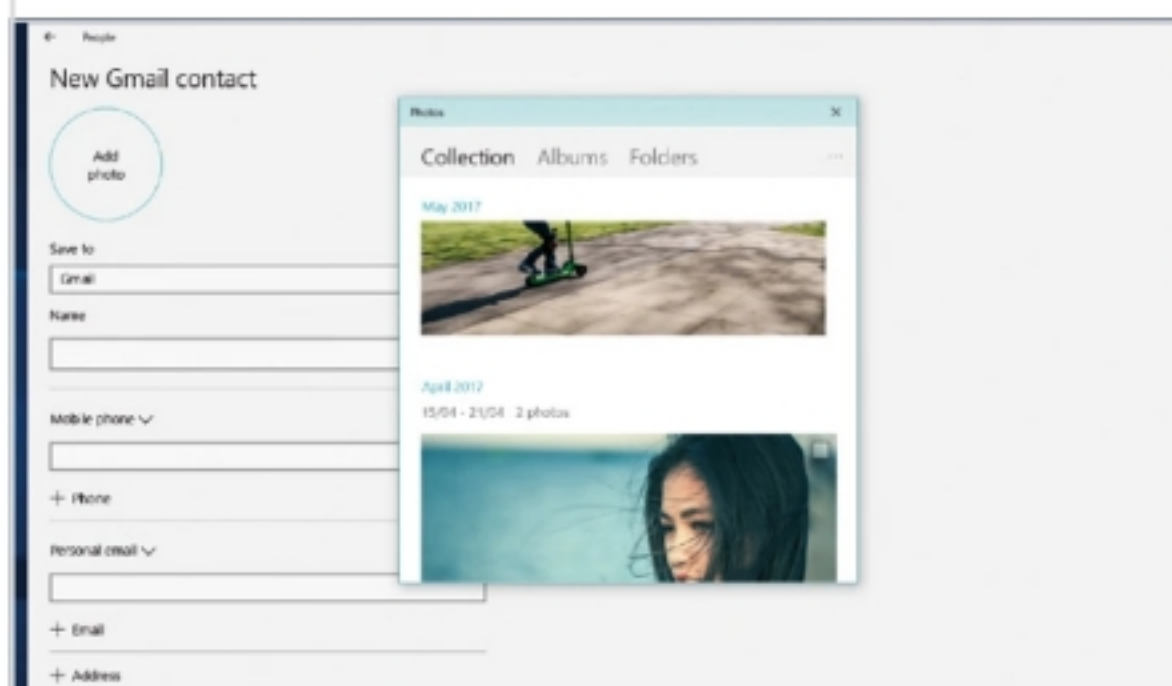 People
New Gmail contact
Add
photo
Save to
Gmail
Name
Mobile phone
+ Phone
Personal email
+ Email
+ Address
Photos
Collection Albums Folders
May 2017
April 2017
15/04 - 21/04 2 photos